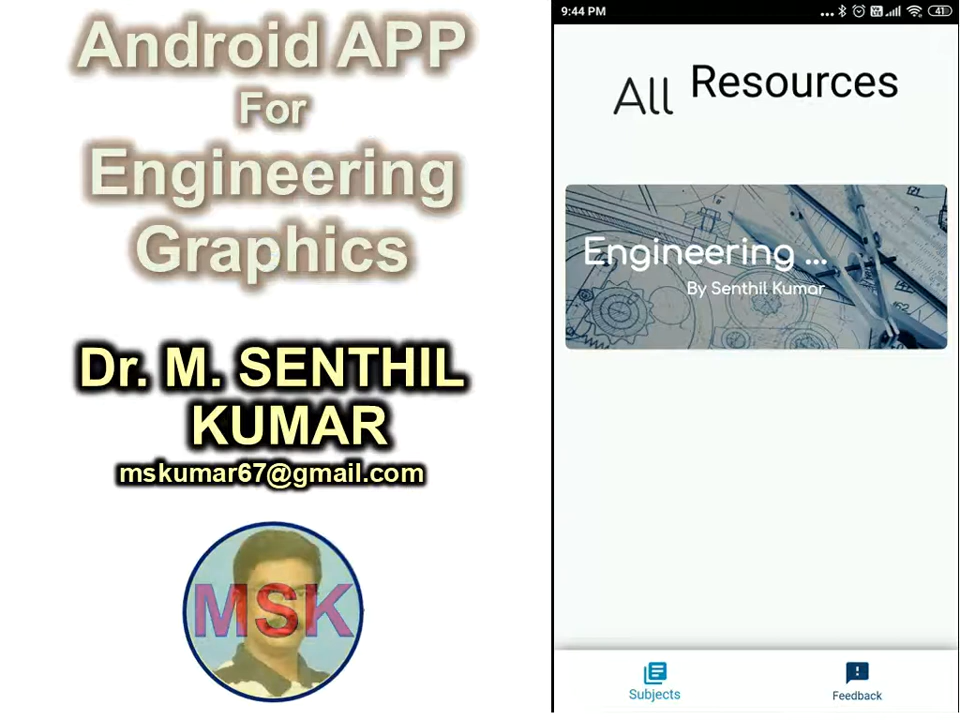 Android APP
For
Engineering
Graphics
Dr. M. SENTHIL
KUMAR
mskumar67@gmail.com
MSK
9:44 PM
41
All Resources
Engineering ...
By Senthil Kumar
Subjects
Feedback